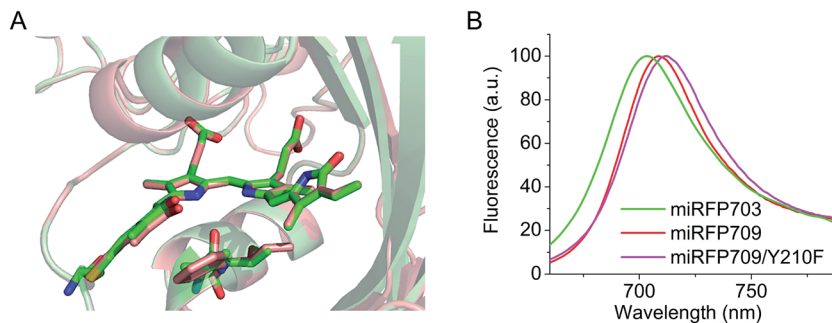 A
B
Fluorescence (a.u.)
100
80
60
40
20
0
miRFP703
miRFP709
miRFP709/Y210F
700
750
Wavelength (nm)